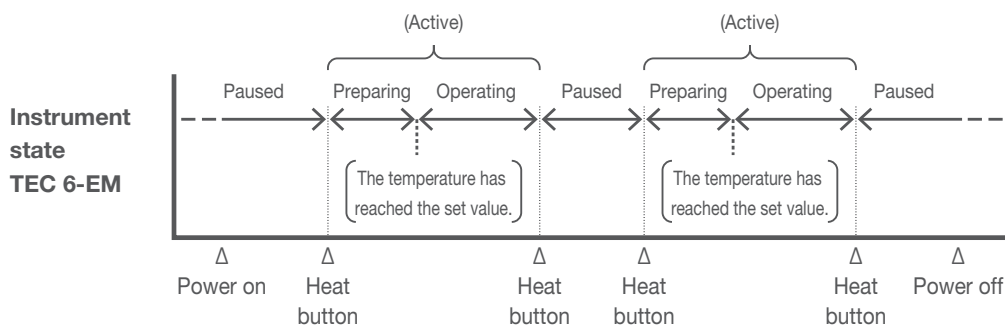 (Active) (Active)
Paused Preparing Operating Paused Preparing Operating Paused
Instrument
state
TEC 6-EM
The temperature has
reached the set value.
The temperature has
reached the set value.
Δ Δ Δ Δ Δ Δ
Power on Heat Heat Heat Heat Power off
button button button button